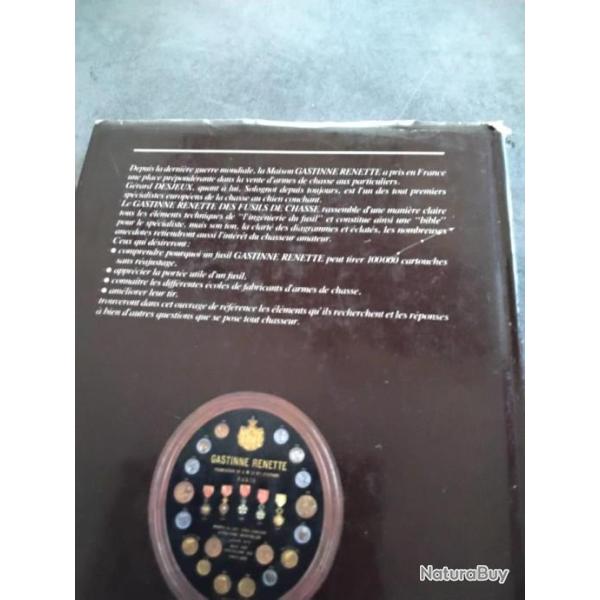 Depuis la dernière guerre mondiale, la Maison GASTINNE RENETTE a pris en France
une place prépondérante dans la vente d'armes de chasse aux particuliers.
Gérard DESJEUX, quant à lui, Solognot depuis toujours, est l'un des tout premiers
spécialistes européens de la chasse au chien couchant.
Le GASTINNE RENETTE DES FUSILS DE CHASSE, rassemble d'une manière claire
tous les éléments techniques de "l'ingénierie du fusil" et constitue ainsi une "bible"
pour le spécialiste, mais son ton, la clarté des diagrammes et éclatés, les nombreuses
anecdotes retiendront aussi l'intérêt du chasseur amateur.
Ceux qui désireront :
• comprendre pourquoi un fusil GASTINNE RENETTE peut tirer 100 000 cartouches
sans réajustage,
• apprécier la portée utile d'un fusil,
• connaître les différentes écoles de fabricants d'armes de chasse,
• améliorer leur tir,
trouveront dans cet ouvrage de référence les éléments qu'ils recherchent et les réponses
à bien d'autres questions que se pose tout chasseur.
GASTINNE RENETTE
PARIS
NaturaBuy